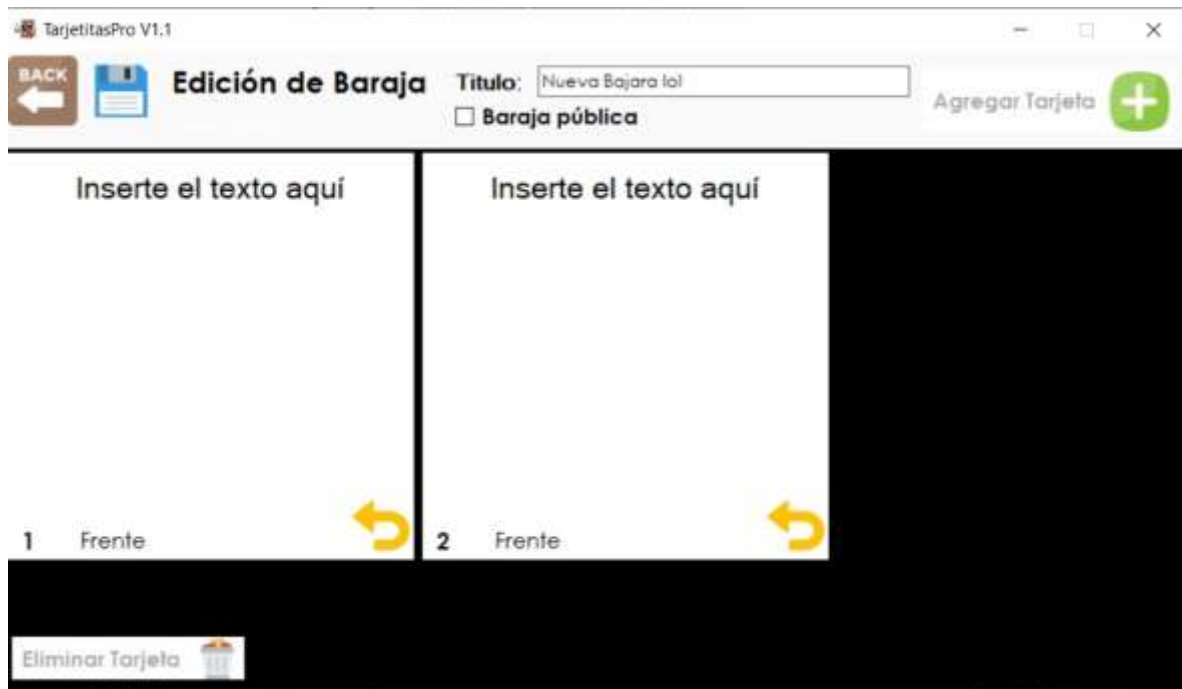 TarjetitasPro V1.1
BACK
Edición de Baraja
Titulo: Nueva Bajara lol
Baraja pública
Agregar Tarjeta
Inserte el texto aquí
Inserte el texto aquí
1 Frente
2 Frente
Eliminar Tarjeta